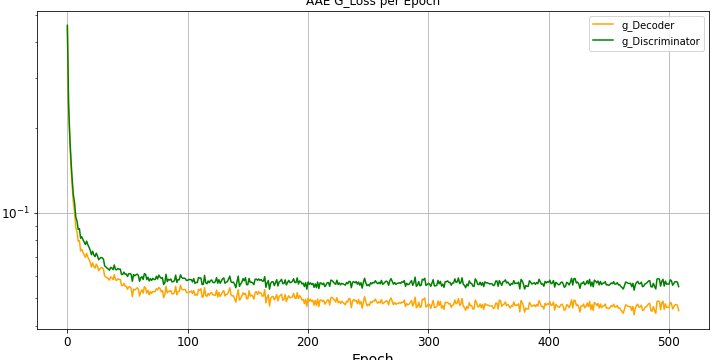 AAE G_Loss per Epoch
g_Decoder
g_Discriminator
10⁻¹
0 100 200 300 400 500
Epoch